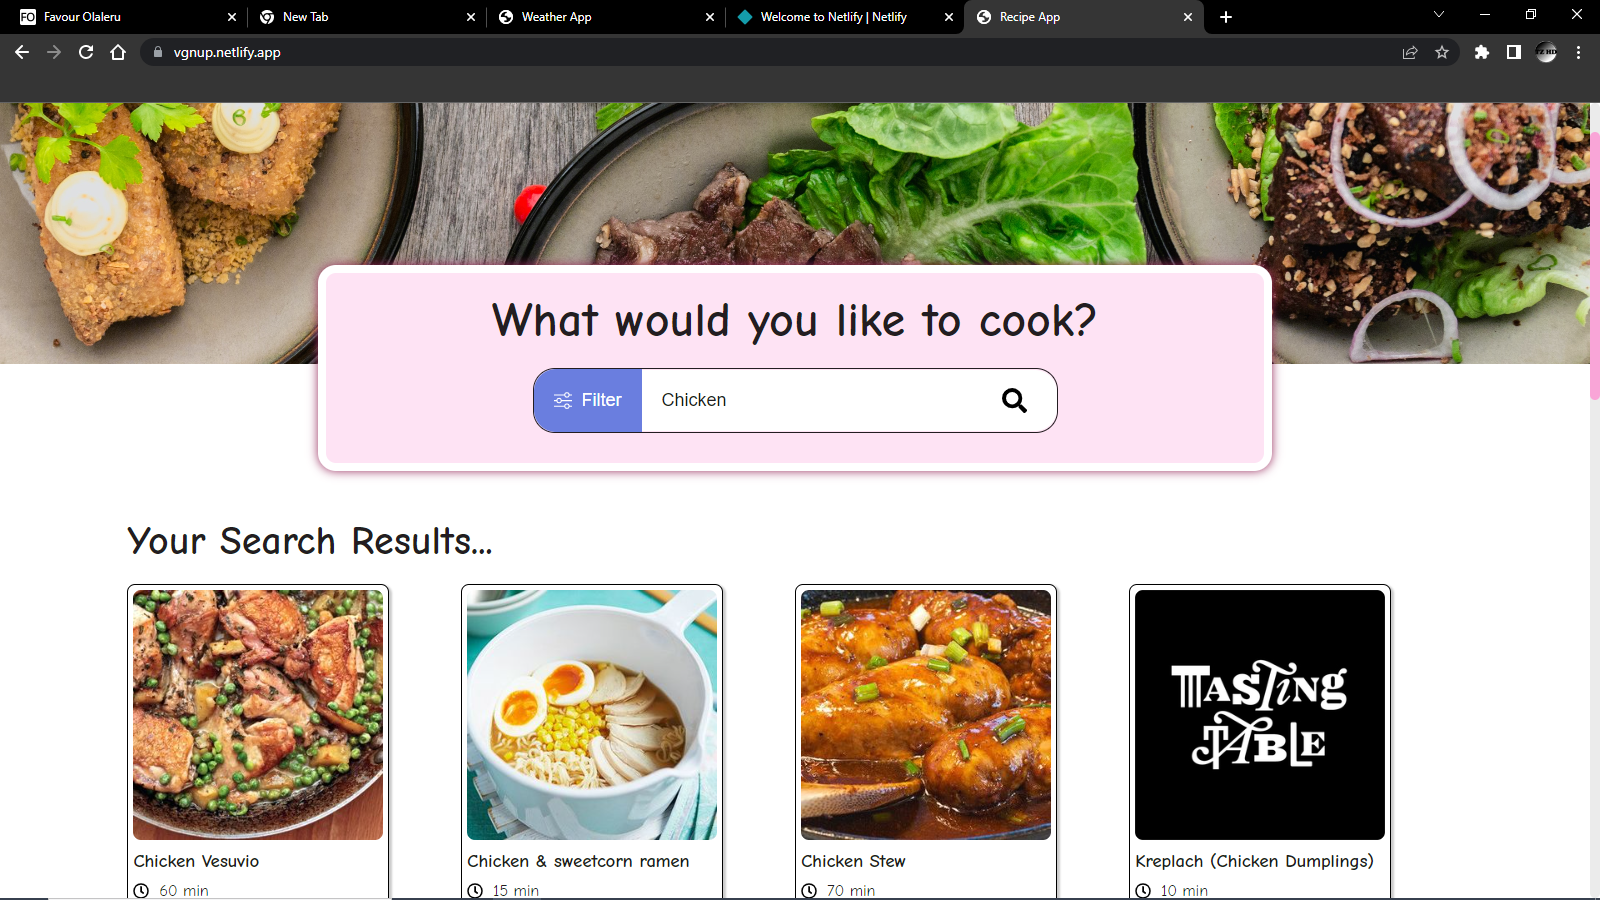 FO Favour Olaleru
New Tab
Weather App
Welcome to Netlify | Netlify
Recipe App
vgnup.netlify.app
What would you like to cook?
Filter
Chicken
Your Search Results...
TASTING
TABLE
Chicken Vesuvio
60 min
Chicken & sweetcorn ramen
15 min
Chicken Stew
70 min
Kreplach (Chicken Dumplings)
10 min